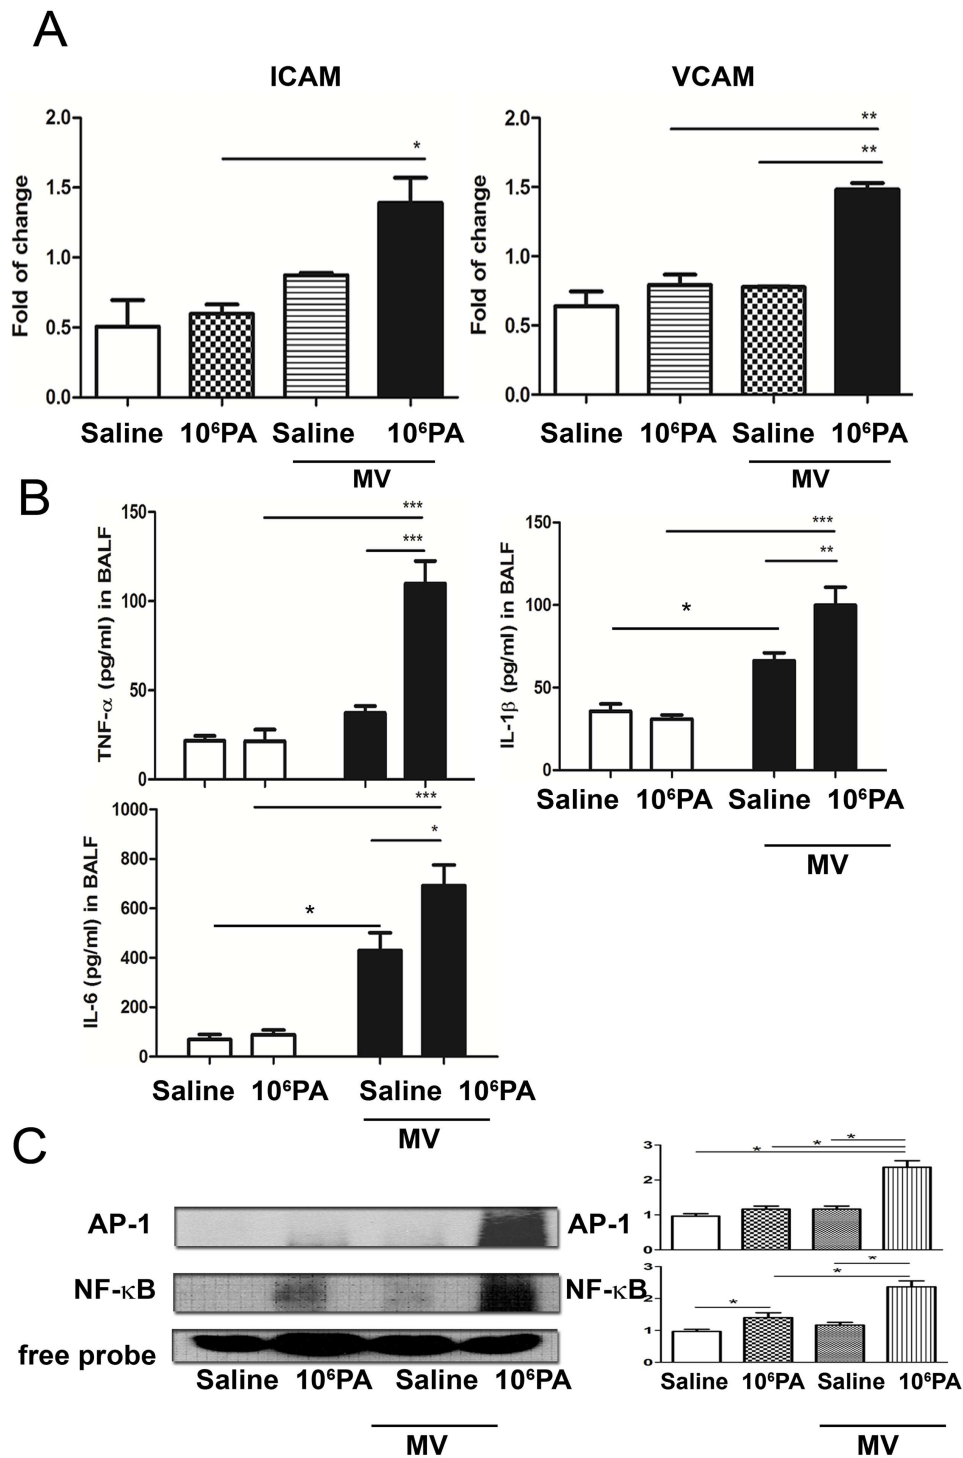 A
ICAM
VCAM
2.0
1.5
1.0
0.5
0.0
Fold of change
*
Saline 10⁶PA Saline 10⁶PA
MV
2.0
1.5
1.0
0.5
0.0
Fold of change
**
**
Saline 10⁶PA Saline 10⁶PA
MV
B
150
100
50
0
TNF-α (pg/ml) in BALF
***
***
150
100
50
0
IL-1β (pg/ml) in BALF
***
**
*
Saline 10⁶PA Saline 10⁶PA
MV
1000
800
600
400
200
0
IL-6 (pg/ml) in BALF
***
*
*
Saline 10⁶PA Saline 10⁶PA
MV
C
AP-1
NF-κB
free probe
Saline 10⁶PA Saline 10⁶PA
MV
AP-1
3
2
1
0
* * *
NF-κB
3
2
1
0
*
*
*
Saline 10⁶PA Saline 10⁶PA
MV